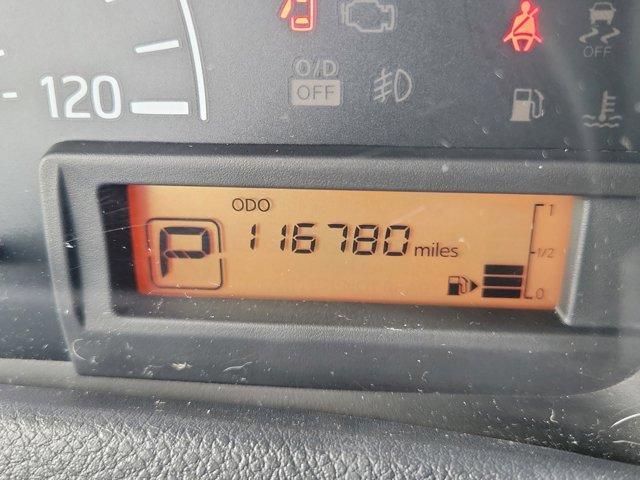 120
O/D
OFF
OFF
ODO
P
116780 miles
1
1/2
0